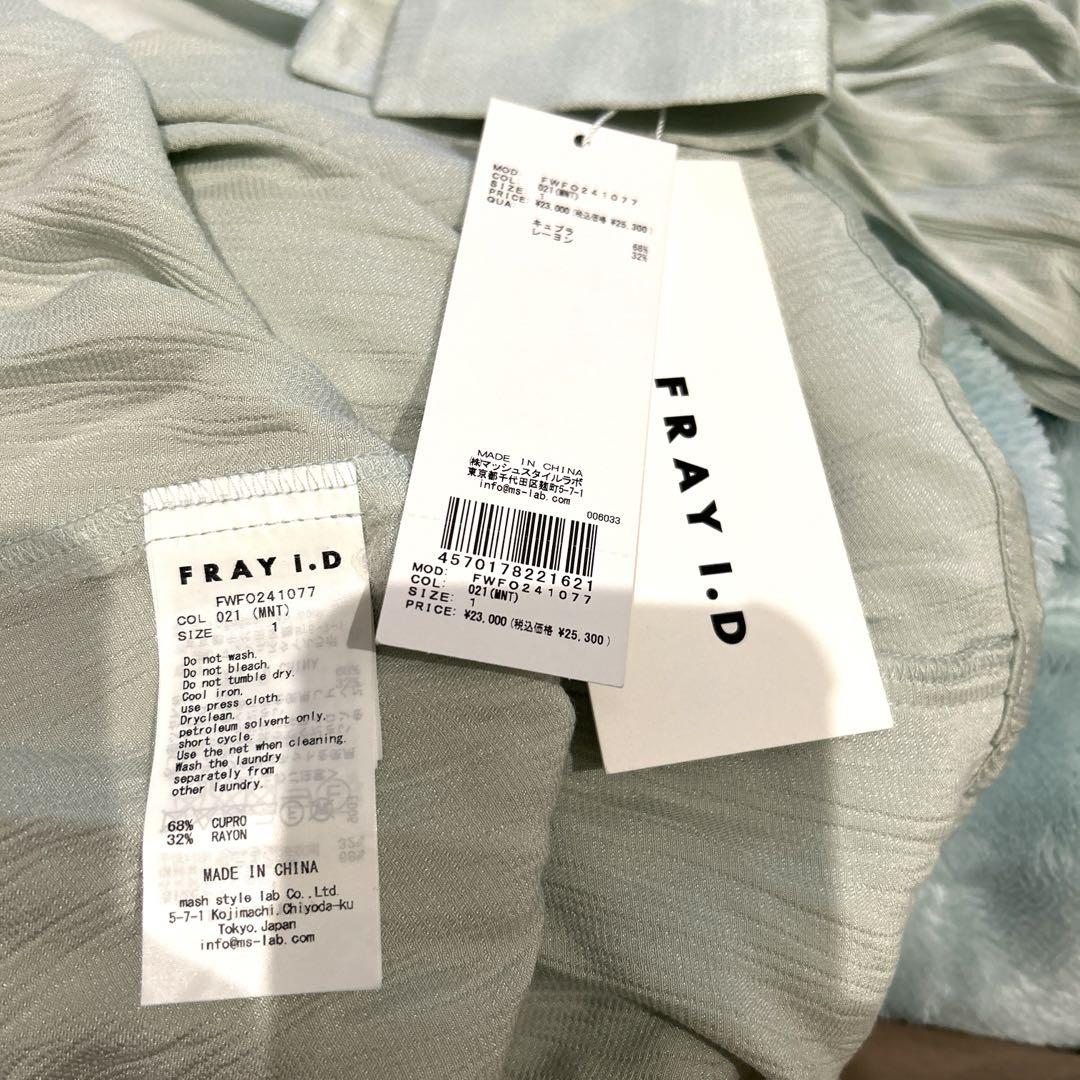 MOD: FWFO241077
COL: 021(MNT)
SIZE: 1
PRICE: ¥23,000(税込価格 ¥25,300)
QUA:
キュプラ 68%
レーヨン 32%
MADE IN CHINA
㈱マッシュスタイルラボ
東京都千代田区麹町5-7-1
info@ms-lab.com
006033
4570178221621
MOD: FWFO241077
COL: 021(MNT)
SIZE: 1
PRICE: ¥23,000(税込価格 ¥25,300)
FRAY I.D
FRAY I.D
FWFO241077
COL 021 (MNT)
SIZE 1
Do not wash.
Do not bleach.
Do not tumble dry.
Cool iron.
use press cloth.
Dryclean.
petroleum solvent only.
short cycle.
Use the net when cleaning.
Wash the laundry
separately from
other laundry.
68% CUPRO
32% RAYON
MADE IN CHINA
mash style lab Co.,Ltd.
5-7-1 Kojimachi,Chiyoda-ku
Tokyo,Japan
info@ms-lab.com